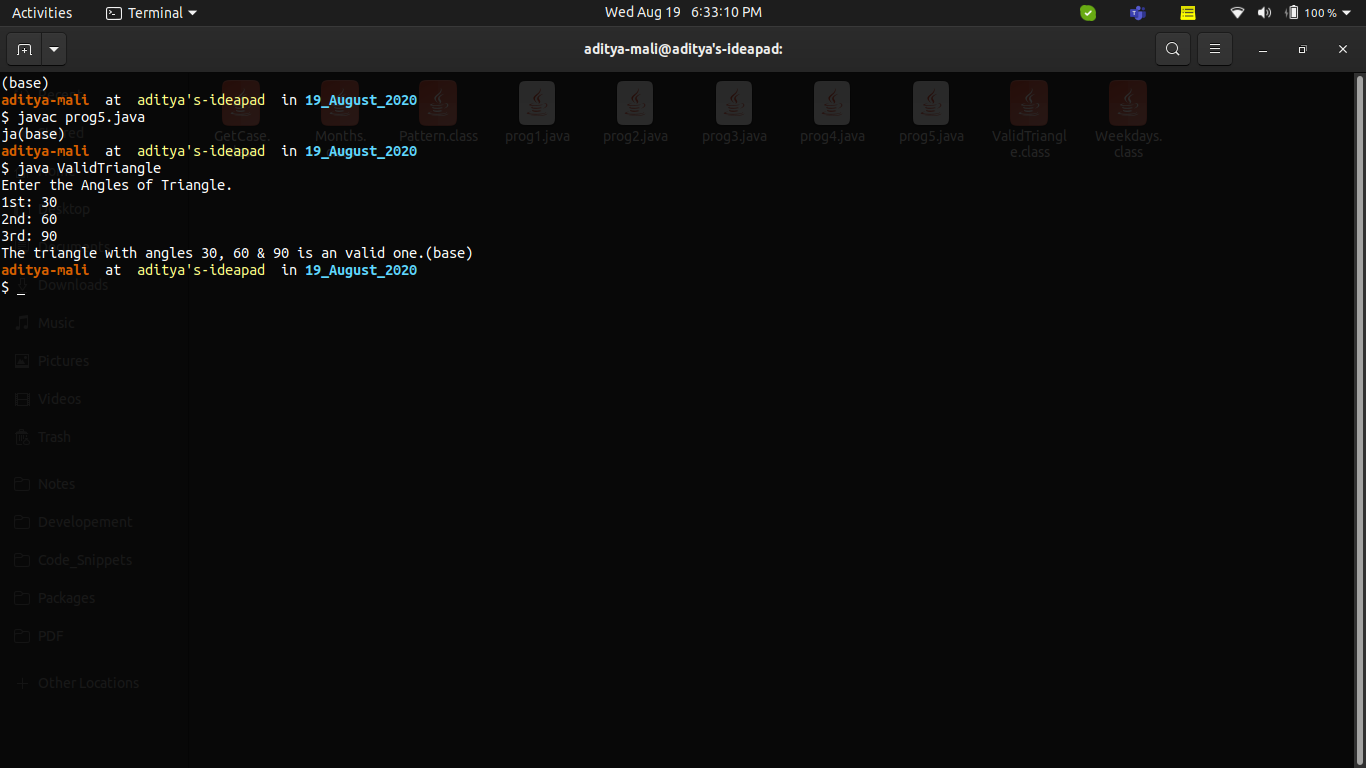 Activities Terminal Wed Aug 19 6:33:10 PM 100 %
aditya-mali@aditya's-ideapad:
(base)
aditya-mali at aditya's-ideapad in 19_August_2020
$ javac prog5.java
ja(base)
aditya-mali at aditya's-ideapad in 19_August_2020
$ java ValidTriangle
Enter the Angles of Triangle.
1st: 30
2nd: 60
3rd: 90
The triangle with angles 30, 60 & 90 is an valid one.(base)
aditya-mali at aditya's-ideapad in 19_August_2020
$ _
GetCase. Months. Pattern.class prog1.java prog2.java prog3.java prog4.java prog5.java ValidTriangl Weekdays.
e.class class
Downloads
Music
Pictures
Videos
Trash
Notes
Developement
Code_Snippets
Packages
PDF
Other Locations